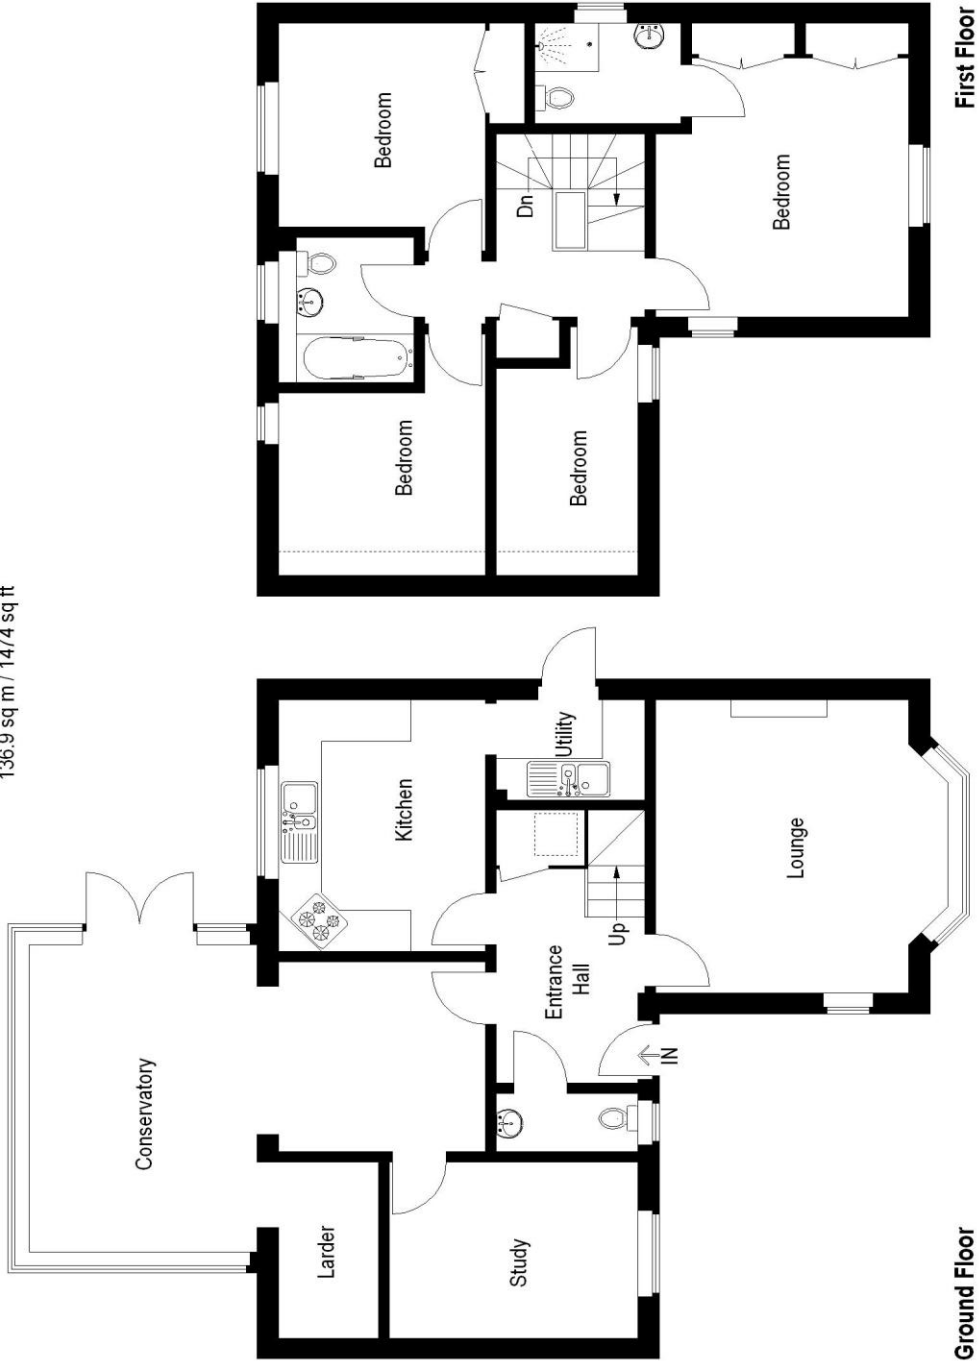 136.9 sq m / 1474 sq ft
Conservatory
Larder
Study
Kitchen
Utility
Entrance
Hall
Up
IN
Lounge
Ground Floor
Bedroom
Bedroom
Bedroom
Dn
Bedroom
First Floor